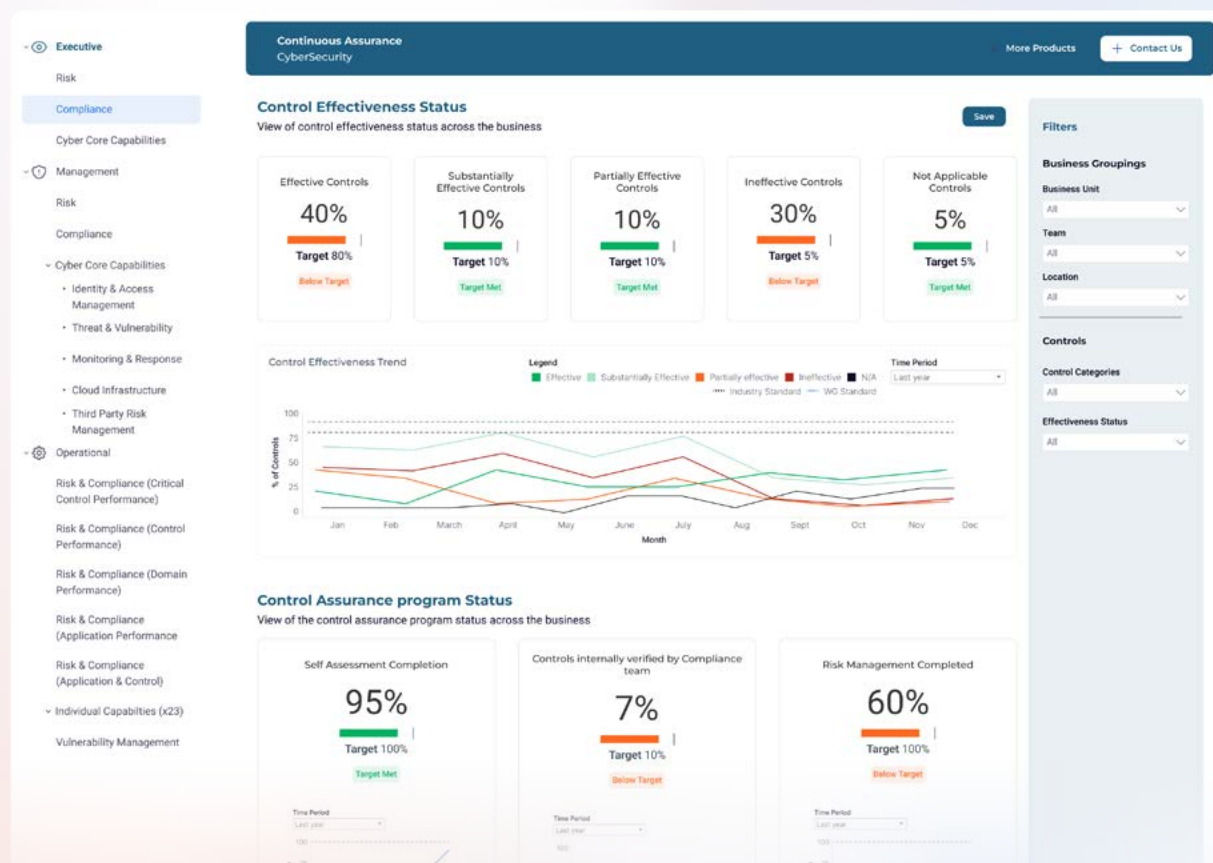 Executive
Risk
Compliance
Cyber Core Capabilities
Management
Risk
Compliance
Cyber Core Capabilities
Identity & Access
Management
Threat & Vulnerability
Monitoring & Response
Cloud Infrastructure
Third Party Risk
Management
Operational
Risk & Compliance (Critical
Control Performance)
Risk & Compliance (Control
Performance)
Risk & Compliance (Domain
Performance)
Risk & Compliance
(Application Performance
Risk & Compliance
(Application & Control)
Individual Capabilties (x23)
Vulnerability Management
Continuous Assurance
CyberSecurity
More Products
+ Contact Us
Control Effectiveness Status
View of control effectiveness status across the business
Save
Effective Controls
40%
Target 80%
Below Target
Substantially
Effective Controls
10%
Target 10%
Target Met
Partially Effective
Controls
10%
Target 10%
Target Met
Ineffective Controls
30%
Target 5%
Below Target
Not Applicable
Controls
5%
Target 5%
Target Met
Control Effectiveness Trend
Legend
Effective Substantially Effective Partially effective Ineffective N/A
Industry Standard WG Standard
Time Period
Last year
% of Controls
100
75
50
25
0
Jan Feb March April May June July Aug Sept Oct Nov Dec
Month
Control Assurance program Status
View of the control assurance program status across the business
Self Assessment Completion
95%
Target 100%
Target Met
Time Period
Last year
100
Controls internally verified by Compliance
team
7%
Target 10%
Below Target
Time Period
Last year
100
Risk Management Completed
60%
Target 100%
Below Target
Time Period
Last year
100
Filters
Business Groupings
Business Unit
All
Team
All
Location
All
Controls
Control Categories
All
Effectiveness Status
All